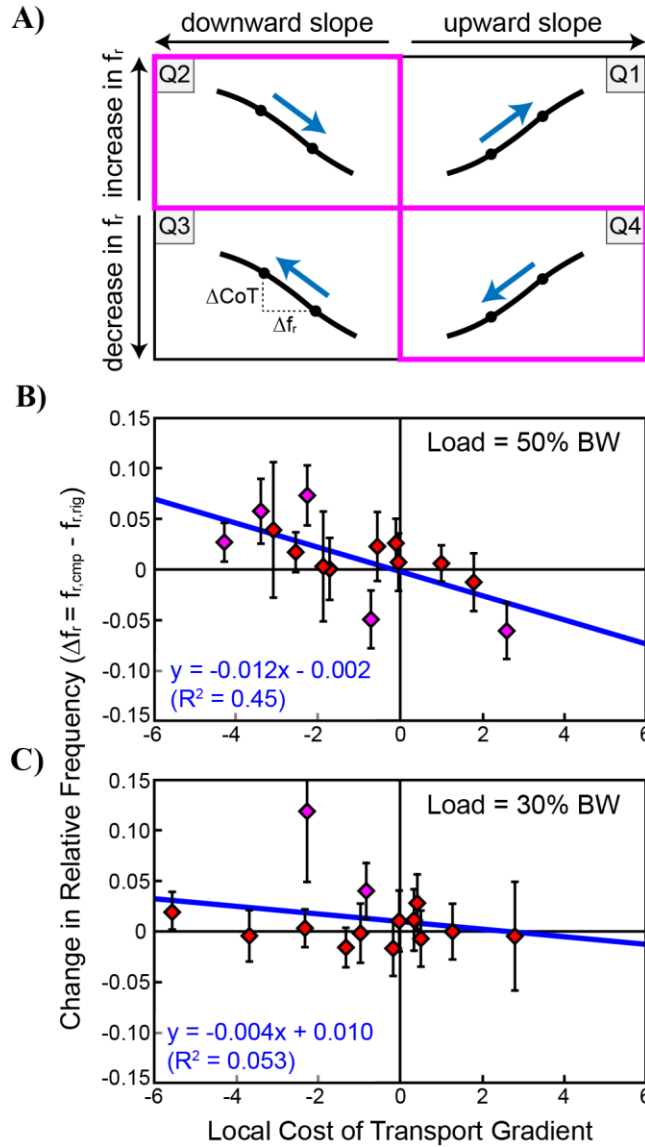 A)
downward slope
upward slope
increase in fᵣ
decrease in fᵣ
Q2
Q1
Q3
Q4
ΔCoT
Δfᵣ
B)
Change in Relative Frequency (Δfᵣ = fᵣ,cmp - fᵣ,rig)
Load = 50% BW
0.15
0.10
0.05
0
-0.05
-0.10
-0.15
y = -0.012x - 0.002
(R² = 0.45)
-6 -4 -2 0 2 4 6
C)
Load = 30% BW
0.15
0.10
0.05
0
-0.05
-0.10
-0.15
y = -0.004x + 0.010
(R² = 0.053)
-6 -4 -2 0 2 4 6
Local Cost of Transport Gradient